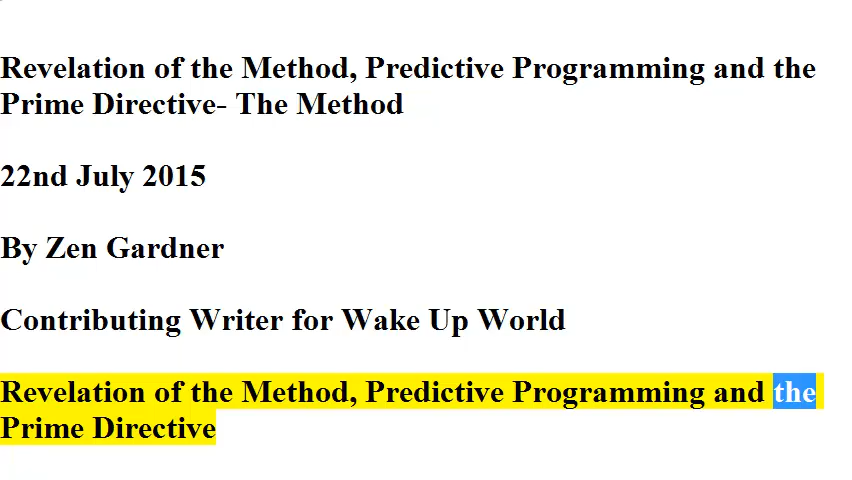 Revelation of the Method, Predictive Programming and the
Prime Directive- The Method
22nd July 2015
By Zen Gardner
Contributing Writer for Wake Up World
Revelation of the Method, Predictive Programming and the
Prime Directive